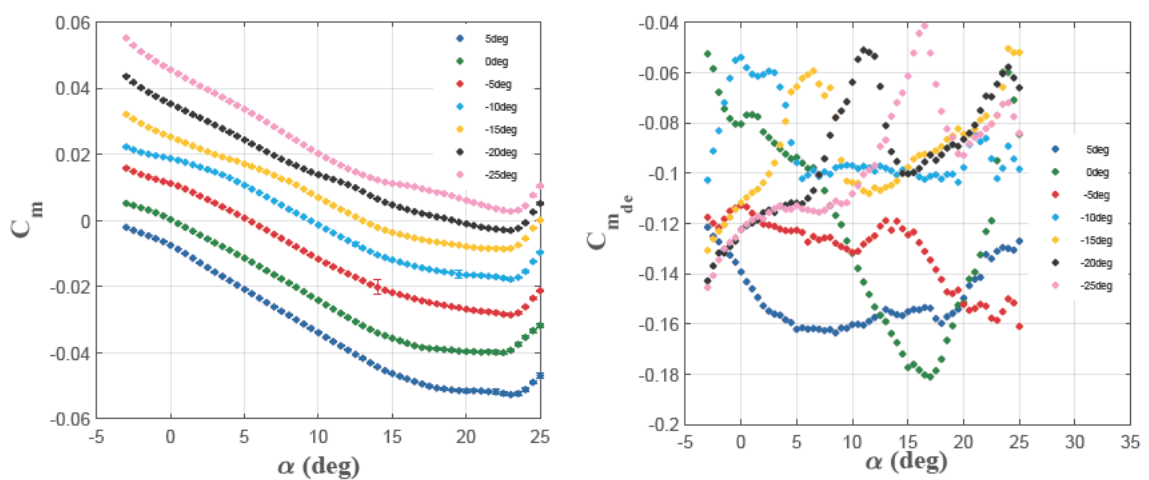 0.06
0.04
0.02
0
-0.02
-0.04
-0.06
C_m
-5
0
5
10
15
20
25
α (deg)
5deg
0deg
-5deg
-10deg
-15deg
-20deg
-25deg
-0.04
-0.06
-0.08
-0.1
-0.12
-0.14
-0.16
-0.18
-0.2
C_m_de
-5
0
5
10
15
20
25
30
35
α (deg)
5deg
0deg
-5deg
-10deg
-15deg
-20deg
-25deg